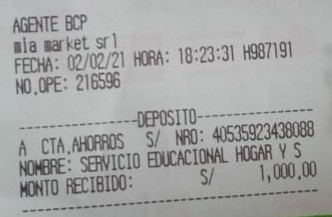 AGENTE BCP
mia market srl
FECHA: 02/02/21 HORA: 18:23:31 H987191
NO,OPE: 216596
--------------------DEPOSITO--------------------
A CTA,AHORROS S/ NRO: 40535923438088
NOMBRE: SERVICIO EDUCACIONAL HOGAR Y S
MONTO RECIBIDO: S/ 1,000,00